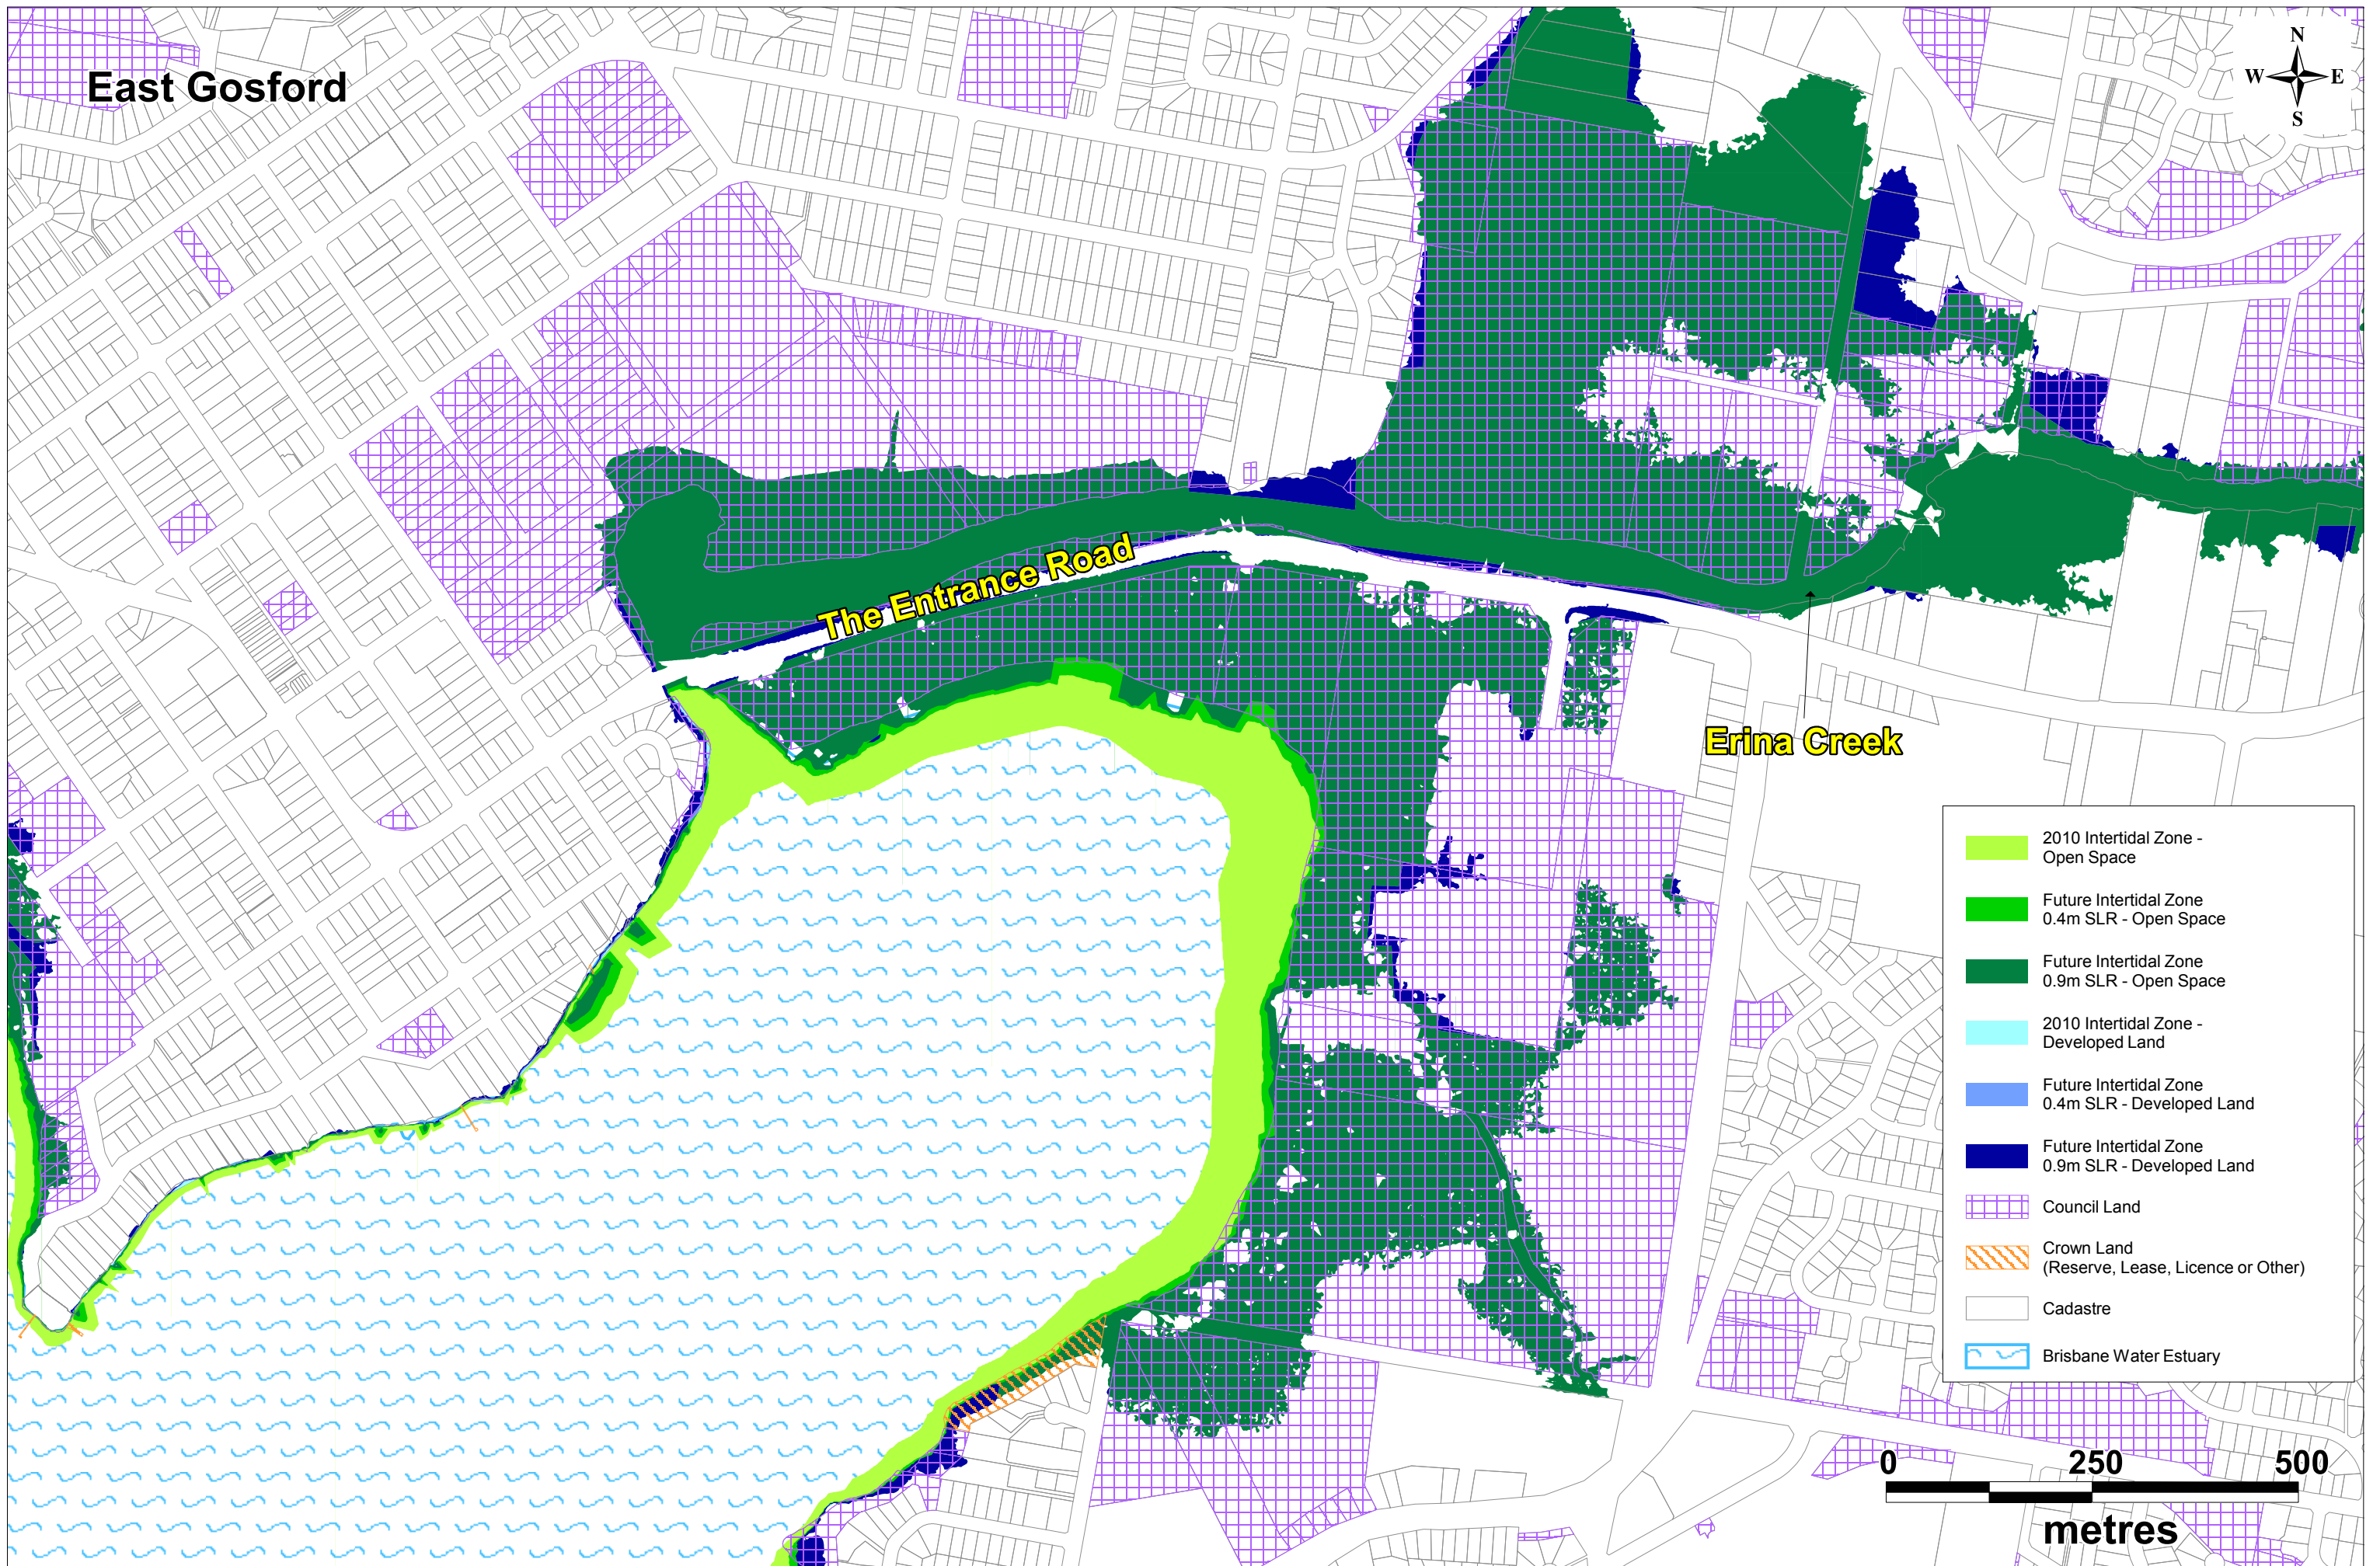 East Gosford
N
W E
S
The Entrance Road
Erina Creek
2010 Intertidal Zone -
Open Space
Future Intertidal Zone
0.4m SLR - Open Space
Future Intertidal Zone
0.9m SLR - Open Space
2010 Intertidal Zone -
Developed Land
Future Intertidal Zone
0.4m SLR - Developed Land
Future Intertidal Zone
0.9m SLR - Developed Land
Council Land
Crown Land
(Reserve, Lease, Licence or Other)
Cadastre
Brisbane Water Estuary
0 250 500
metres